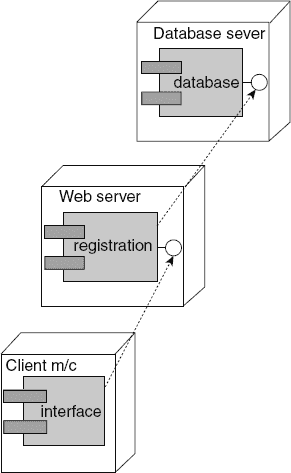 Database sever
database
Web server
registration
Client m/c
interface